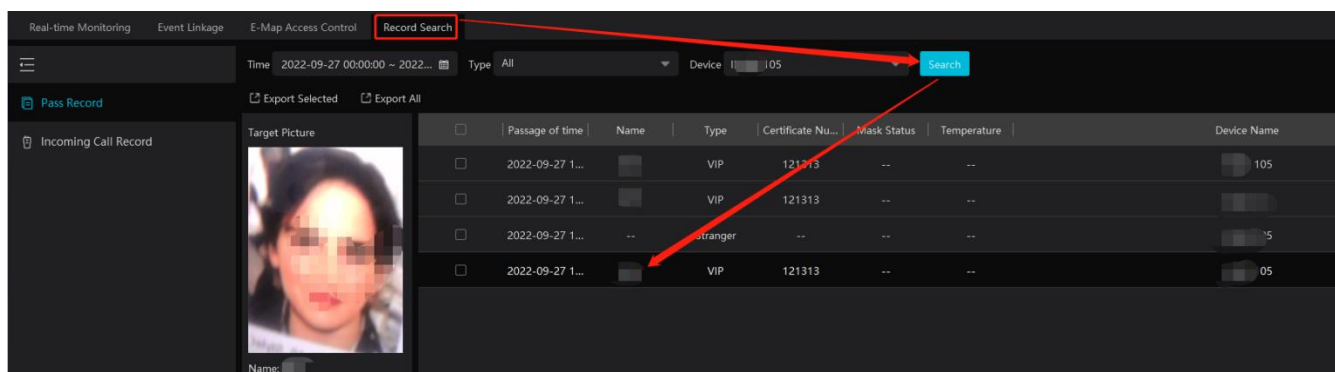 Real-time Monitoring Event Linkage E-Map Access Control Record Search
Time 2022-09-27 00:00:00 ~ 2022... Type All Device 105 Search
Pass Record
Incoming Call Record
Export Selected Export All
Target Picture
Passage of time Name Type Certificate Nu... Mask Status Temperature Device Name
2022-09-27 1... VIP 121313 -- -- 105
2022-09-27 1... VIP 121313 -- --
2022-09-27 1... -- Stranger -- -- -- 5
2022-09-27 1... VIP 121313 -- -- 05
Name: